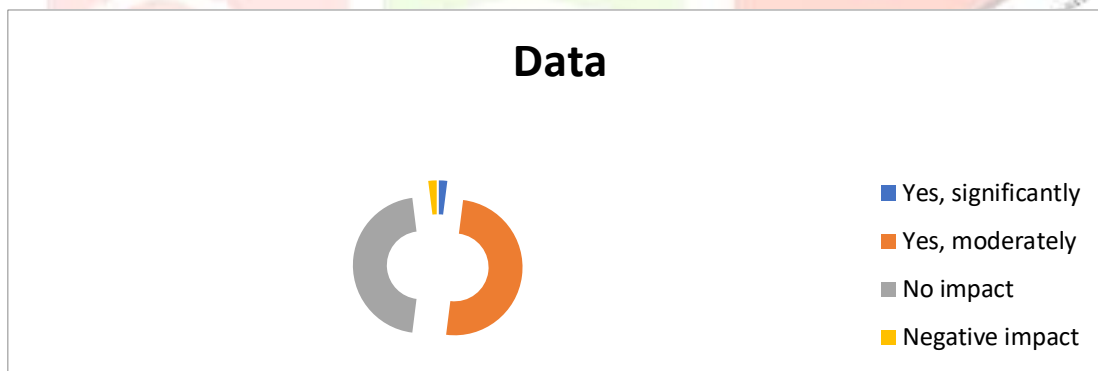 Data
Yes, significantly
Yes, moderately
No impact
Negative impact